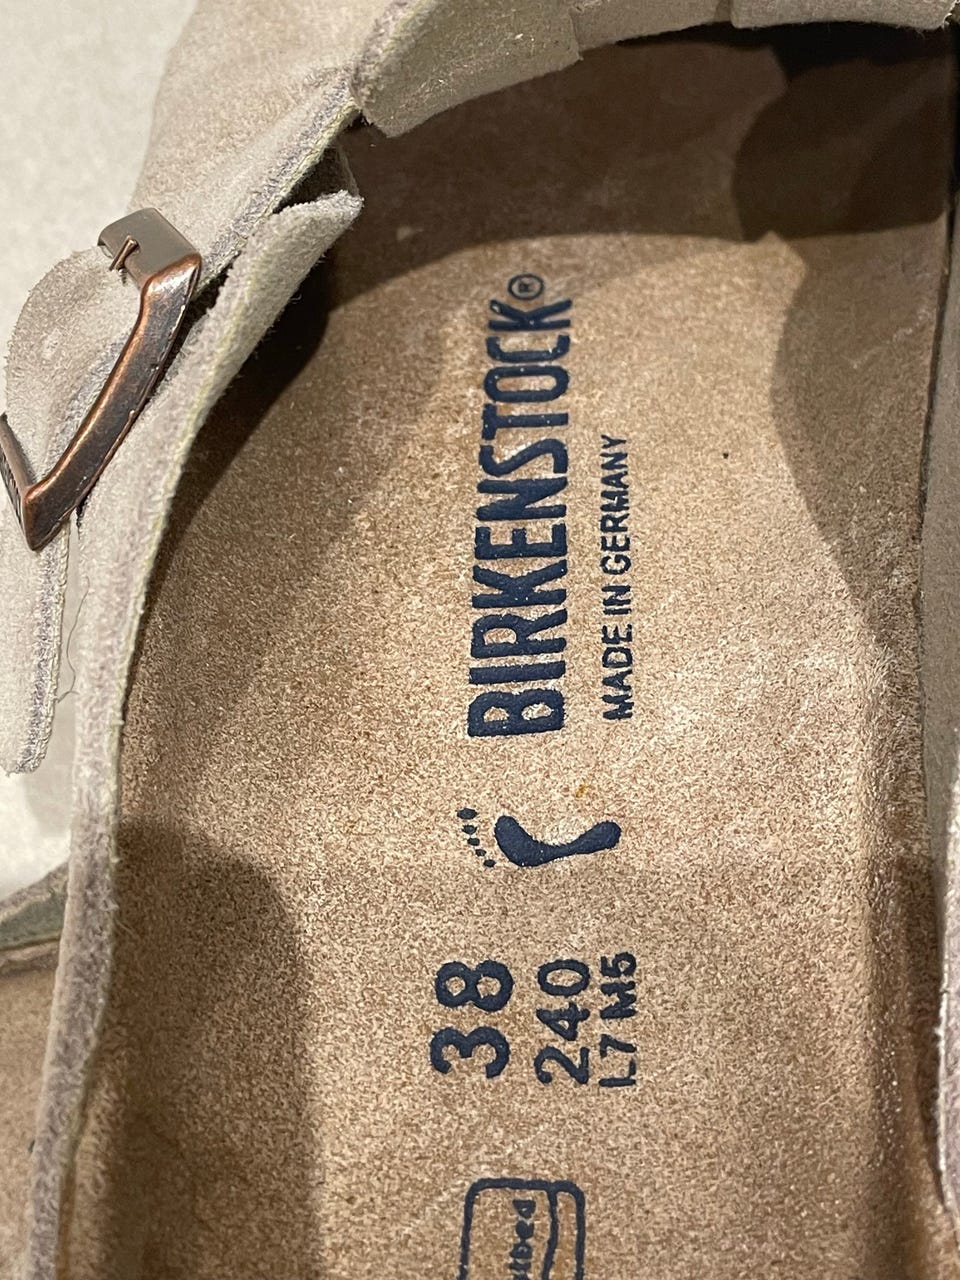 BIRKENSTOCK®
MADE IN GERMANY
38
240
L7 M5